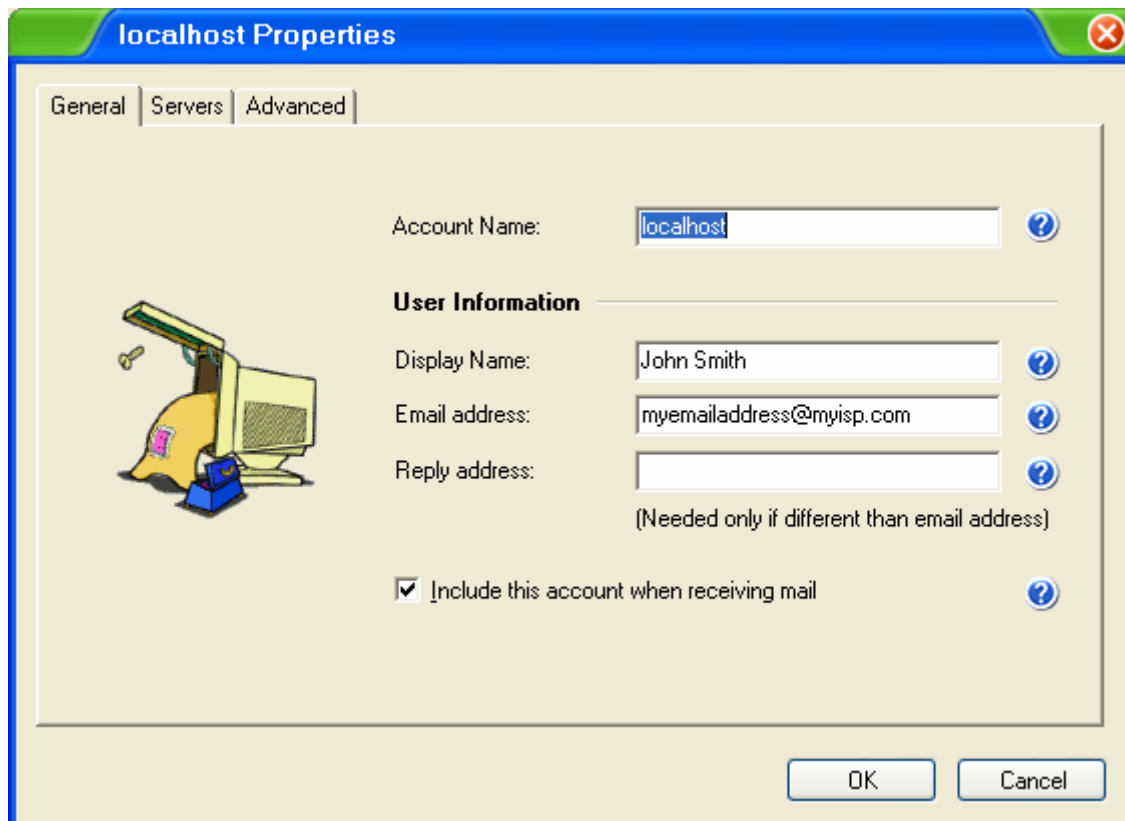 localhost Properties
General Servers Advanced
Account Name: localhost
User Information
Display Name: John Smith
Email address: myemailaddress@myisp.com
Reply address:
(Needed only if different than email address)
Include this account when receiving mail
OK Cancel